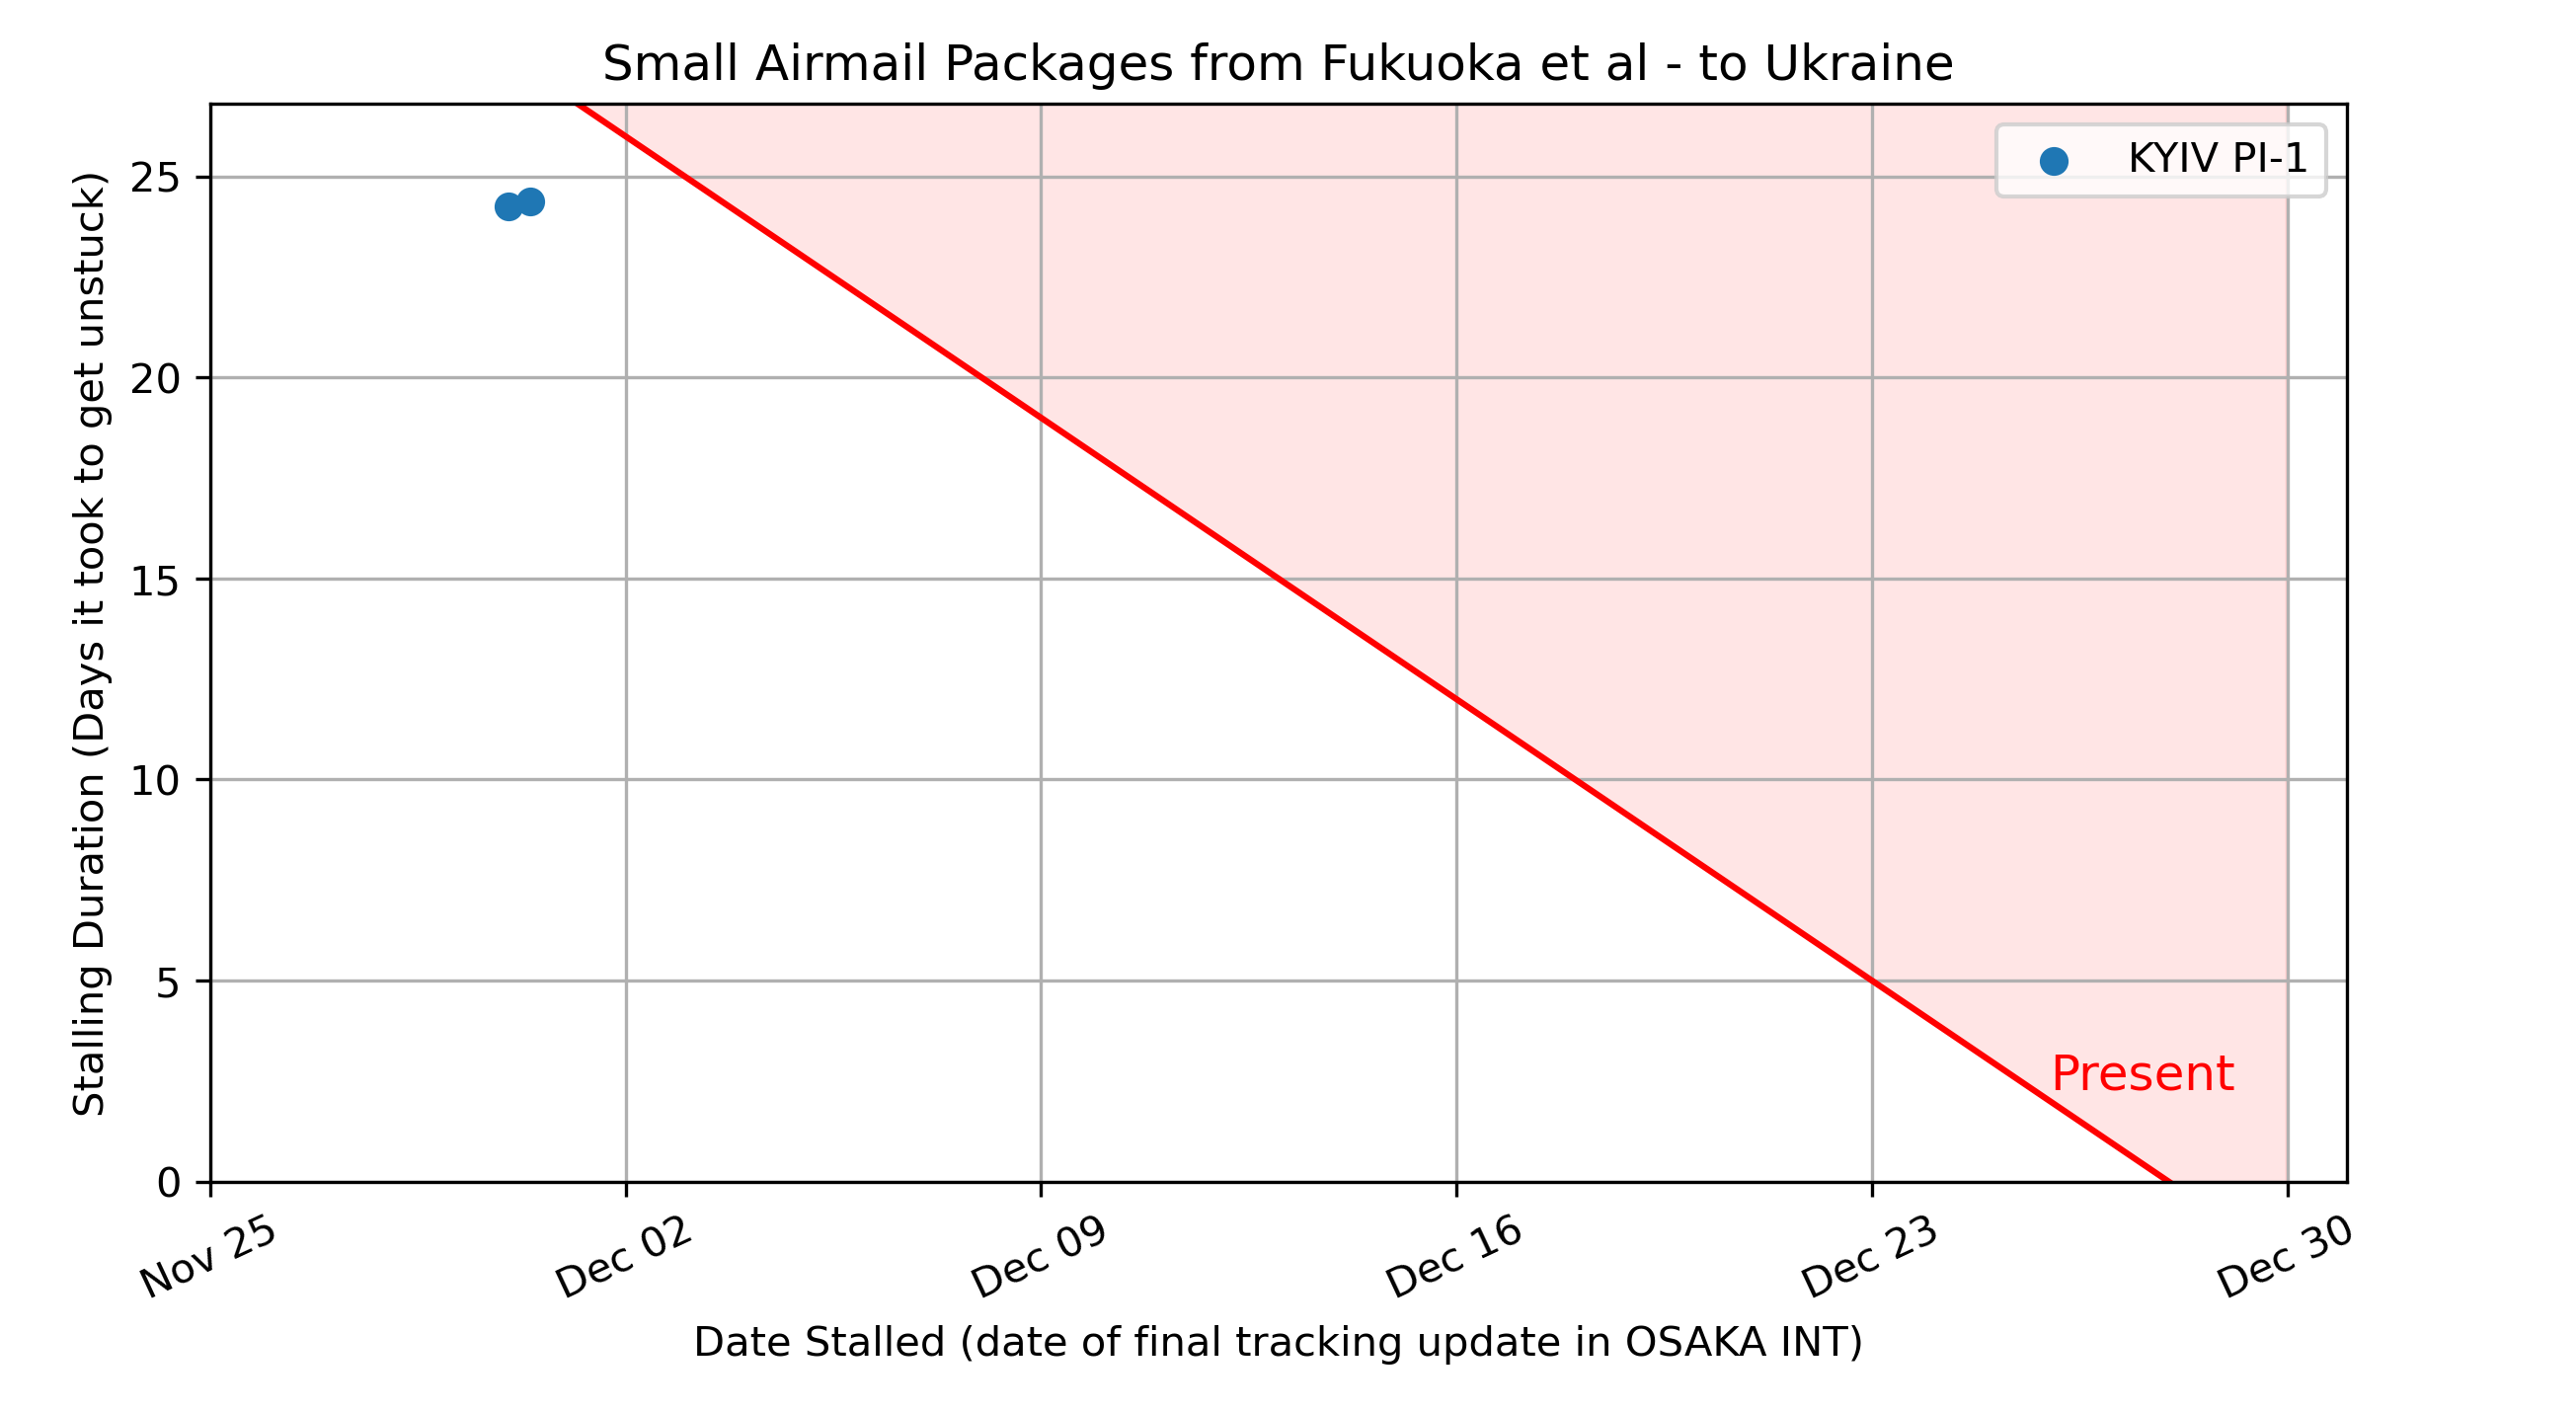 Small Airmail Packages from Fukuoka et al - to Ukraine
KYIV PI-1
Stalling Duration (Days it took to get unstuck)
25
20
15
10
5
0
Present
Nov 25
Dec 02
Dec 09
Dec 16
Dec 23
Dec 30
Date Stalled (date of final tracking update in OSAKA INT)